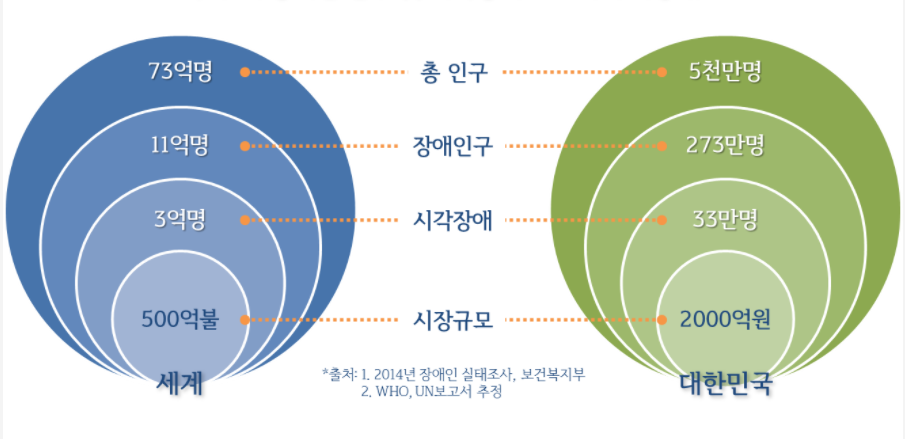 73억명 총 인구 5천만명
11억명 장애인구 273만명
3억명 시각장애 33만명
500억불 시장규모 2000억원
세계 대한민국
*출처: 1. 2014년 장애인 실태조사, 보건복지부
2. WHO, UN보고서 추정